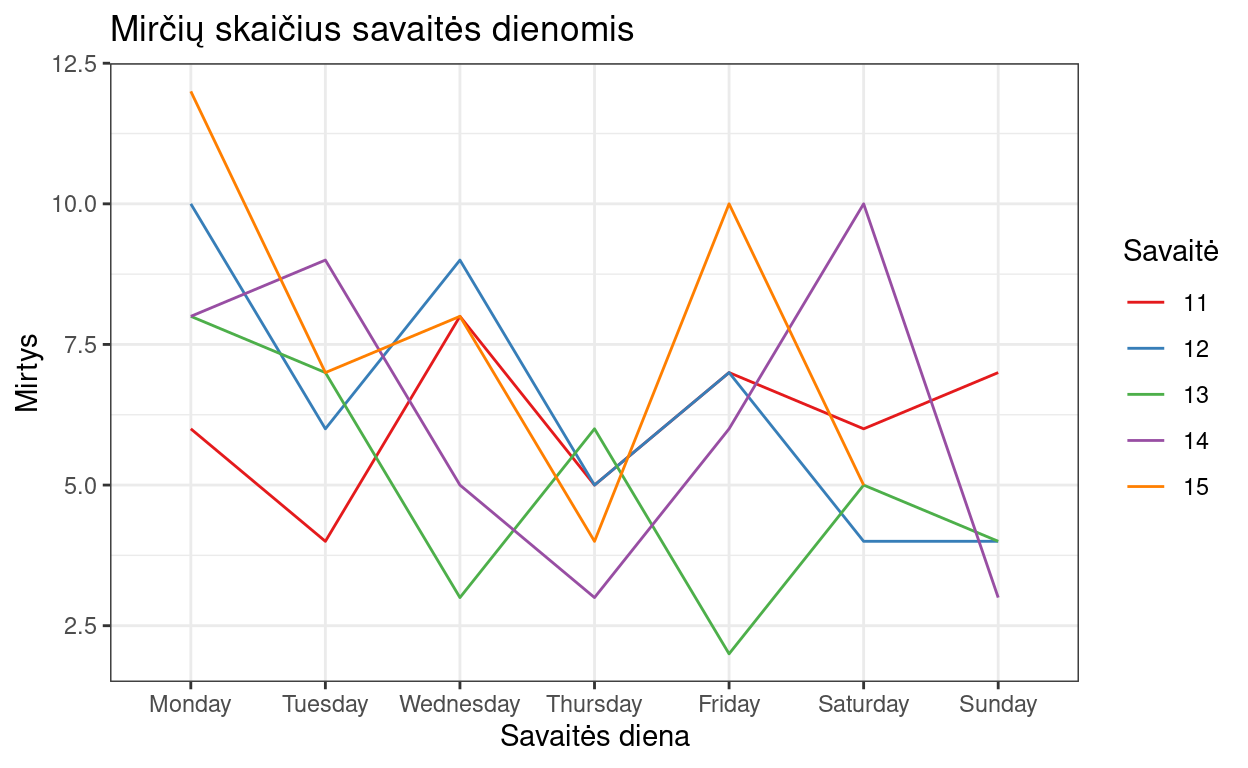 Mirčių skaičius savaitės dienomis
12.5
10.0
7.5
5.0
2.5
Mirtys
Monday Tuesday Wednesday Thursday Friday Saturday Sunday
Savaitės diena
Savaitė
11
12
13
14
15